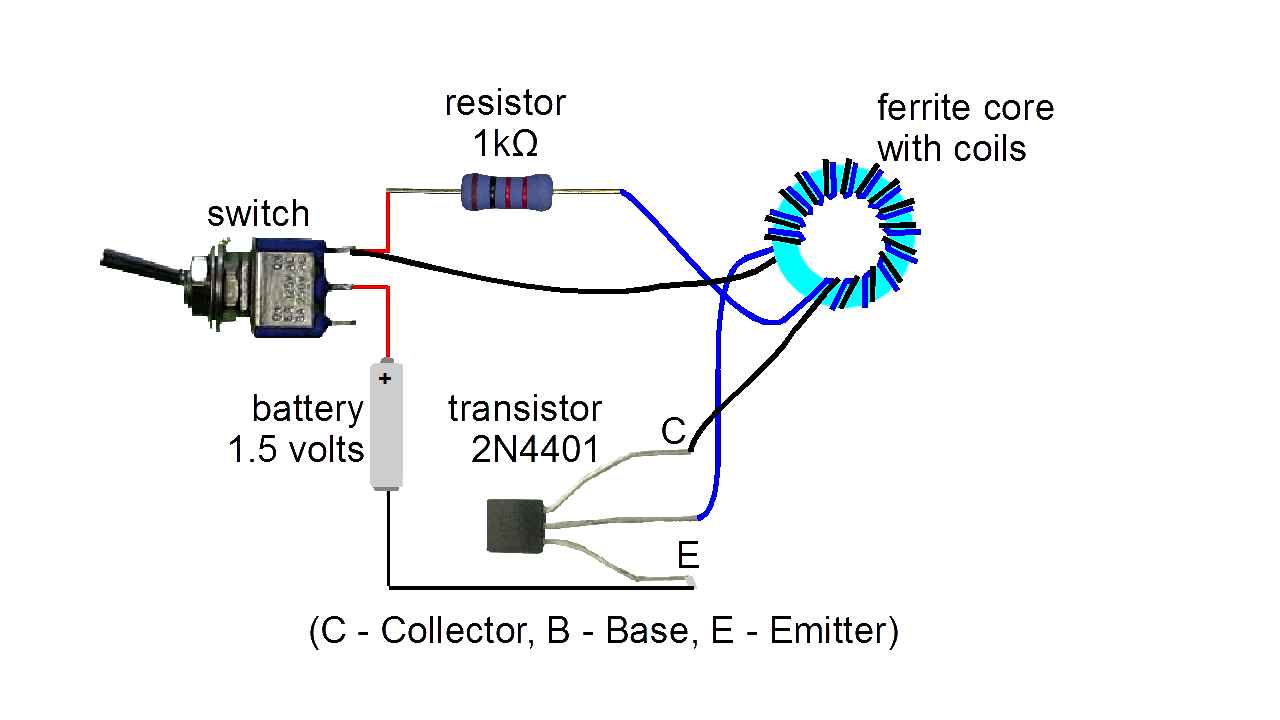 resistor
1kΩ
ferrite core
with coils
switch
+
battery
1.5 volts
transistor
2N4401
C
E
(C - Collector, B - Base, E - Emitter)